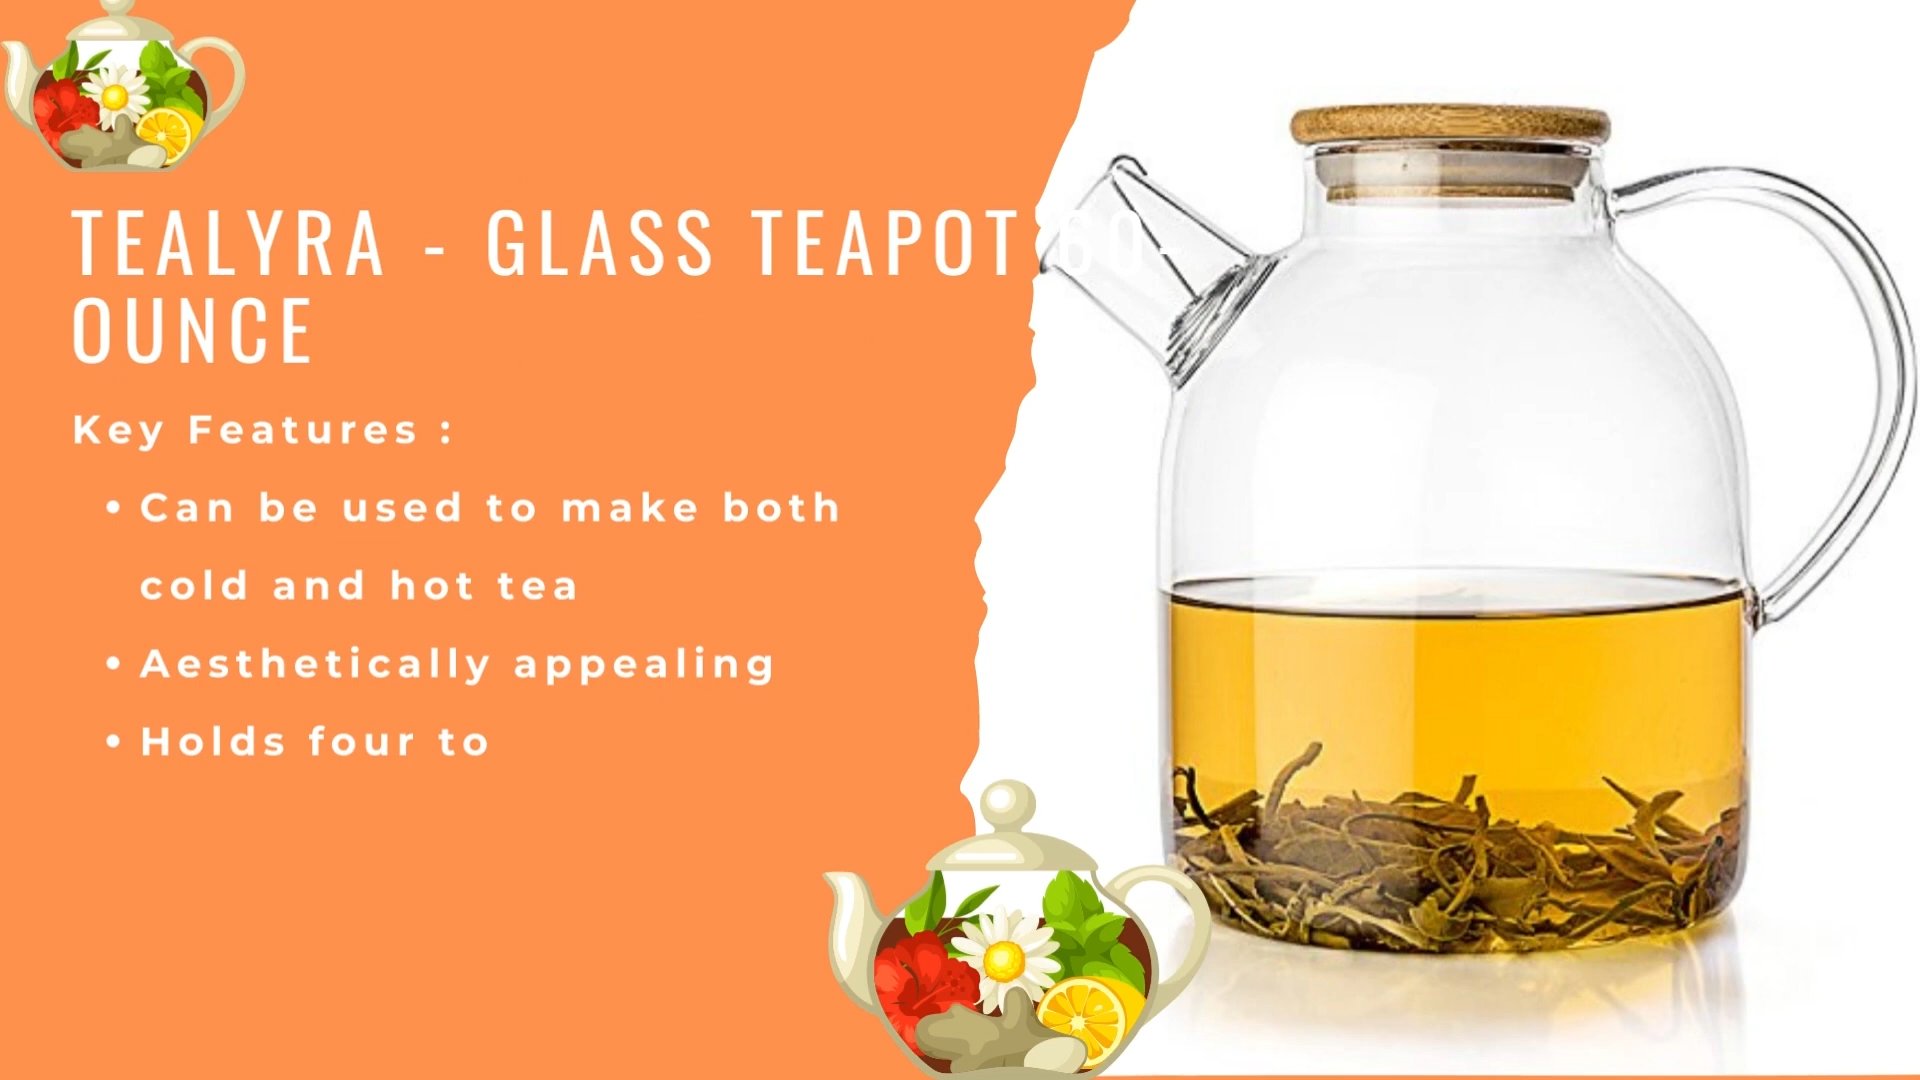 TEALYRA - GLASS TEAPOT 60-
OUNCE
Key Features :
• Can be used to make both
cold and hot tea
• Aesthetically appealing
• Holds four to